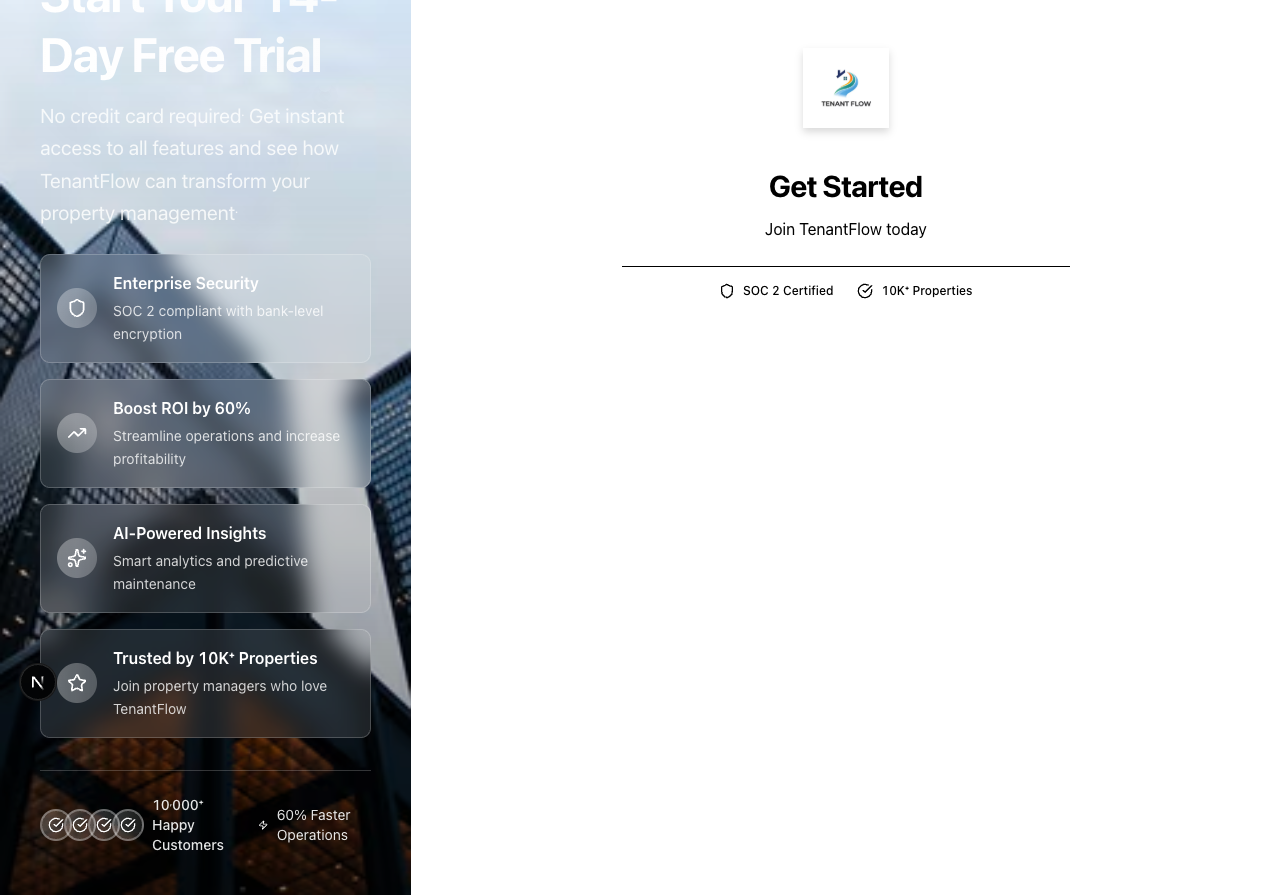 Start Your 14-
Day Free Trial
No credit card required· Get instant
access to all features and see how
TenantFlow can transform your
property management·
Enterprise Security
SOC 2 compliant with bank-level
encryption
Boost ROI by 60%
Streamline operations and increase
profitability
AI-Powered Insights
Smart analytics and predictive
maintenance
Trusted by 10K⁺ Properties
Join property managers who love
TenantFlow
10·000⁺
Happy
Customers
60% Faster
Operations
N
TENANT FLOW
Get Started
Join TenantFlow today
SOC 2 Certified
10K⁺ Properties